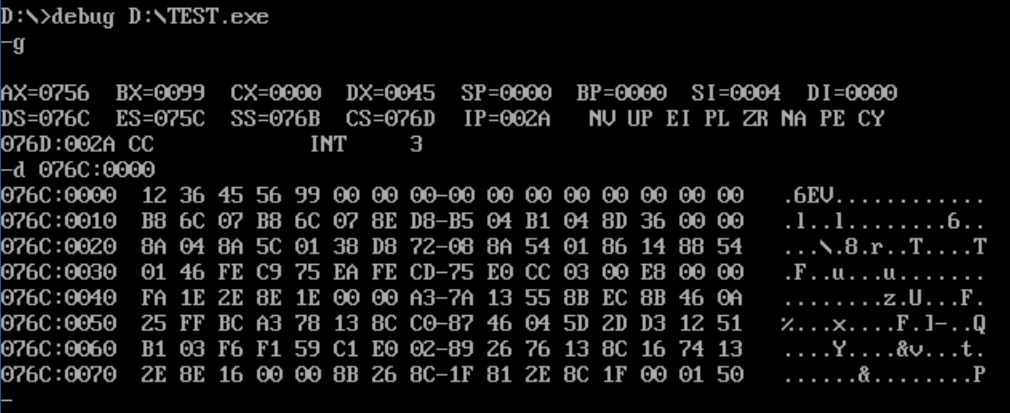 D:\>debug D:\TEST.exe
-g
AX=0756  BX=0099  CX=0000  DX=0045  SP=0000  BP=0000  SI=0004  DI=0000
DS=076C  ES=075C  SS=076B  CS=076D  IP=002A   NV UP EI PL ZR NA PE CY
076D:002A CC            INT     3
-d 076C:0000
076C:0000  12 36 45 56 99 00 00 00-00 00 00 00 00 00 00 00   .6EV............
076C:0010  B8 6C 07 B8 6C 07 8E D8-B5 04 B1 04 8D 36 00 00   .l..l........6..
076C:0020  8A 04 8A 5C 01 38 D8 72-08 8A 54 01 86 14 88 54   ...\.8.r..T....T
076C:0030  01 46 FE C9 75 EA FE CD-75 E0 CC 03 00 E8 00 00   .F..u...u.......
076C:0040  FA 1E 2E 8E 1E 00 00 A3-7A 13 55 8B EC 8B 46 0A   ........z.U...F.
076C:0050  25 FF BC A3 78 13 8C C0-87 46 04 5D 2D D3 12 51   %...x....F.]-..Q
076C:0060  B1 03 F6 F1 59 C1 E0 02-89 26 76 13 8C 16 74 13   ....Y....&v...t.
076C:0070  2E 8E 16 00 00 8B 26 8C-1F 81 2E 8C 1F 00 01 50   ......&........P
-